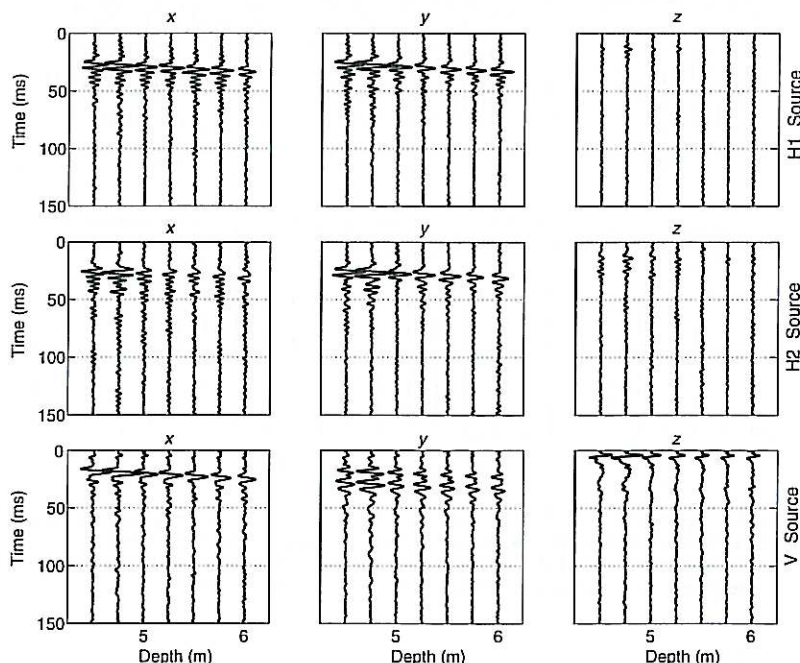 x y z
0
50
100
150
Time (ms)
H1 Source
x y z
0
50
100
150
Time (ms)
H2 Source
x y z
0
50
100
150
Time (ms)
V Source
5 6 5 6 5 6
Depth (m) Depth (m) Depth (m)